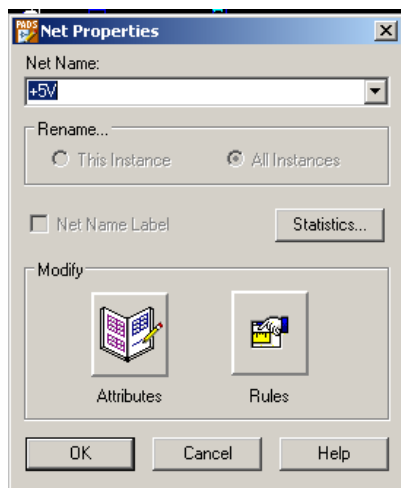 PADS Net Properties
Net Name:
+5V
Rename...
This Instance All Instances
Net Name Label Statistics...
Modify
Attributes Rules
OK Cancel Help